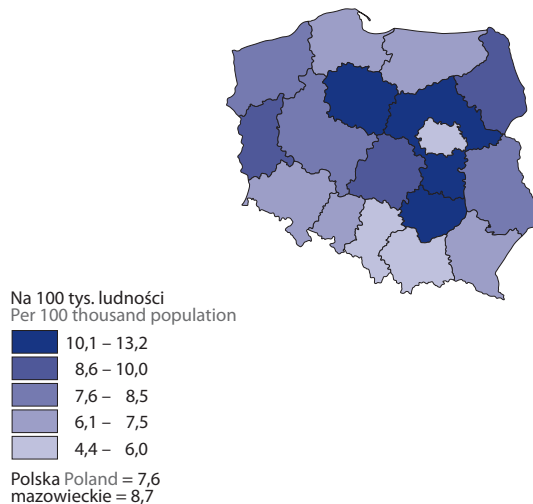 Na 100 tys. ludności
Per 100 thousand population
10,1 – 13,2
8,6 – 10,0
7,6 – 8,5
6,1 – 7,5
4,4 – 6,0
Polska Poland = 7,6
mazowieckie = 8,7